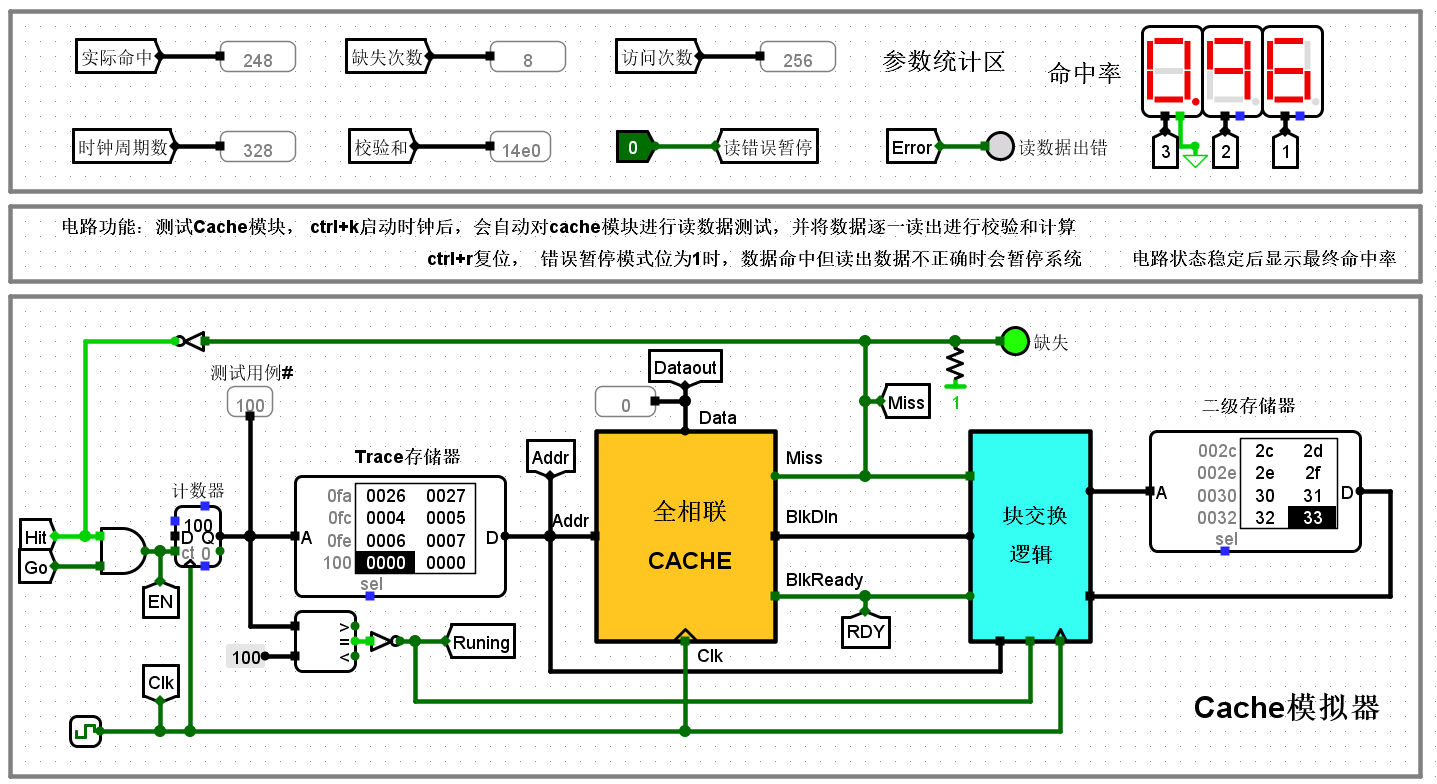 实际命中 248 缺失次数 8 访问次数 256 参数统计区 命中率 0.96
时钟周期数 328 校验和 14e0 0 读错误暂停 Error 读数据出错 3 2 1
电路功能：测试Cache模块， ctrl+k启动时钟后，会自动对cache模块进行读数据测试，并将数据逐一读出进行校验和计算
ctrl+r复位， 错误暂停模式位为1时，数据命中但读出数据不正确时会暂停系统 电路状态稳定后显示最终命中率
缺失
测试用例#
100
Dataout
0
Data
Miss
1
二级存储器
002c 2c 2d
002e 2e 2f
0030 30 31
0032 32 33
sel
A
D
Trace存储器
0fa 0026 0027
0fc 0004 0005
0fe 0006 0007
100 0000 0000
sel
A
D
Addr
Addr
计数器
100
D Q
ct 0
Hit
Go
EN
全相联
CACHE
Miss
BlkDIn
BlkReady
块交换
逻辑
RDY
>
=
<
100
Runing
Clk
Clk
Cache模拟器